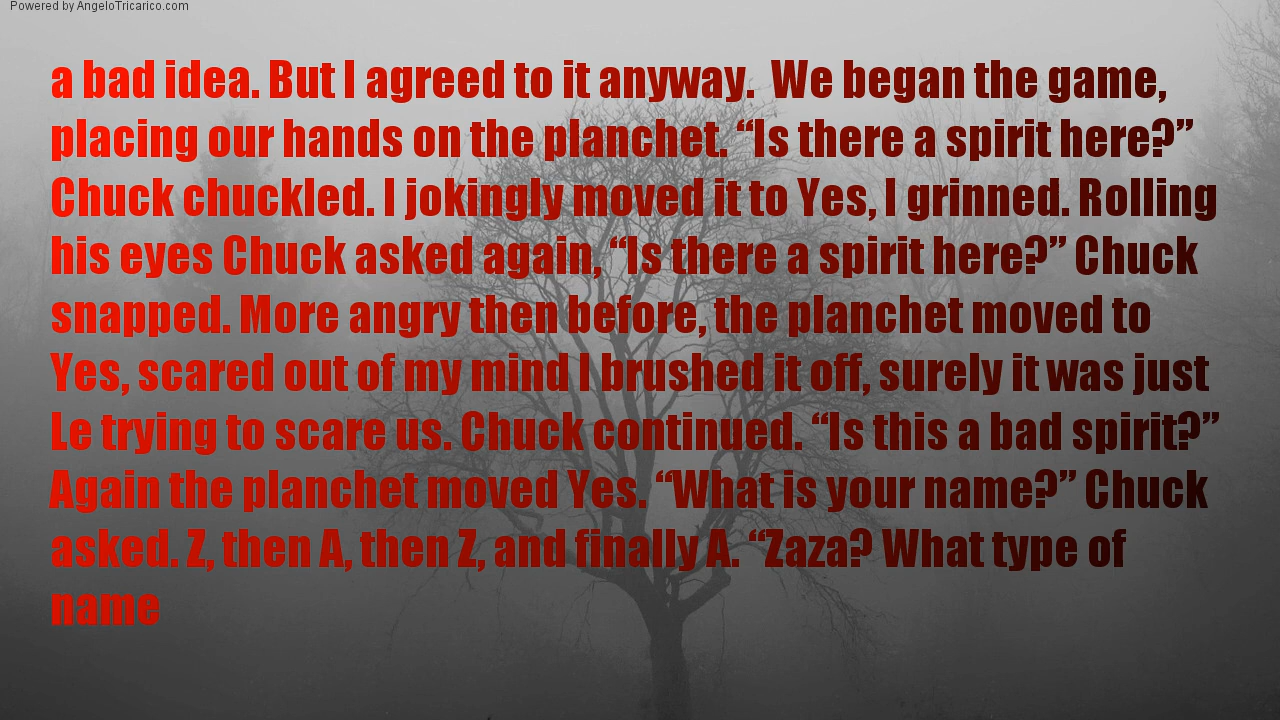 Powered by AngeloTricarico.com
a bad idea. But I agreed to it anyway.  We began the game,
placing our hands on the planchet. “Is there a spirit here?”
Chuck chuckled. I jokingly moved it to Yes, I grinned. Rolling
his eyes Chuck asked again, “Is there a spirit here?” Chuck
snapped. More angry then before, the planchet moved to
Yes, scared out of my mind I brushed it off, surely it was just
Le trying to scare us. Chuck continued. “Is this a bad spirit?”
Again the planchet moved Yes. “What is your name?” Chuck
asked. Z, then A, then Z, and finally A. “Zaza? What type of
name